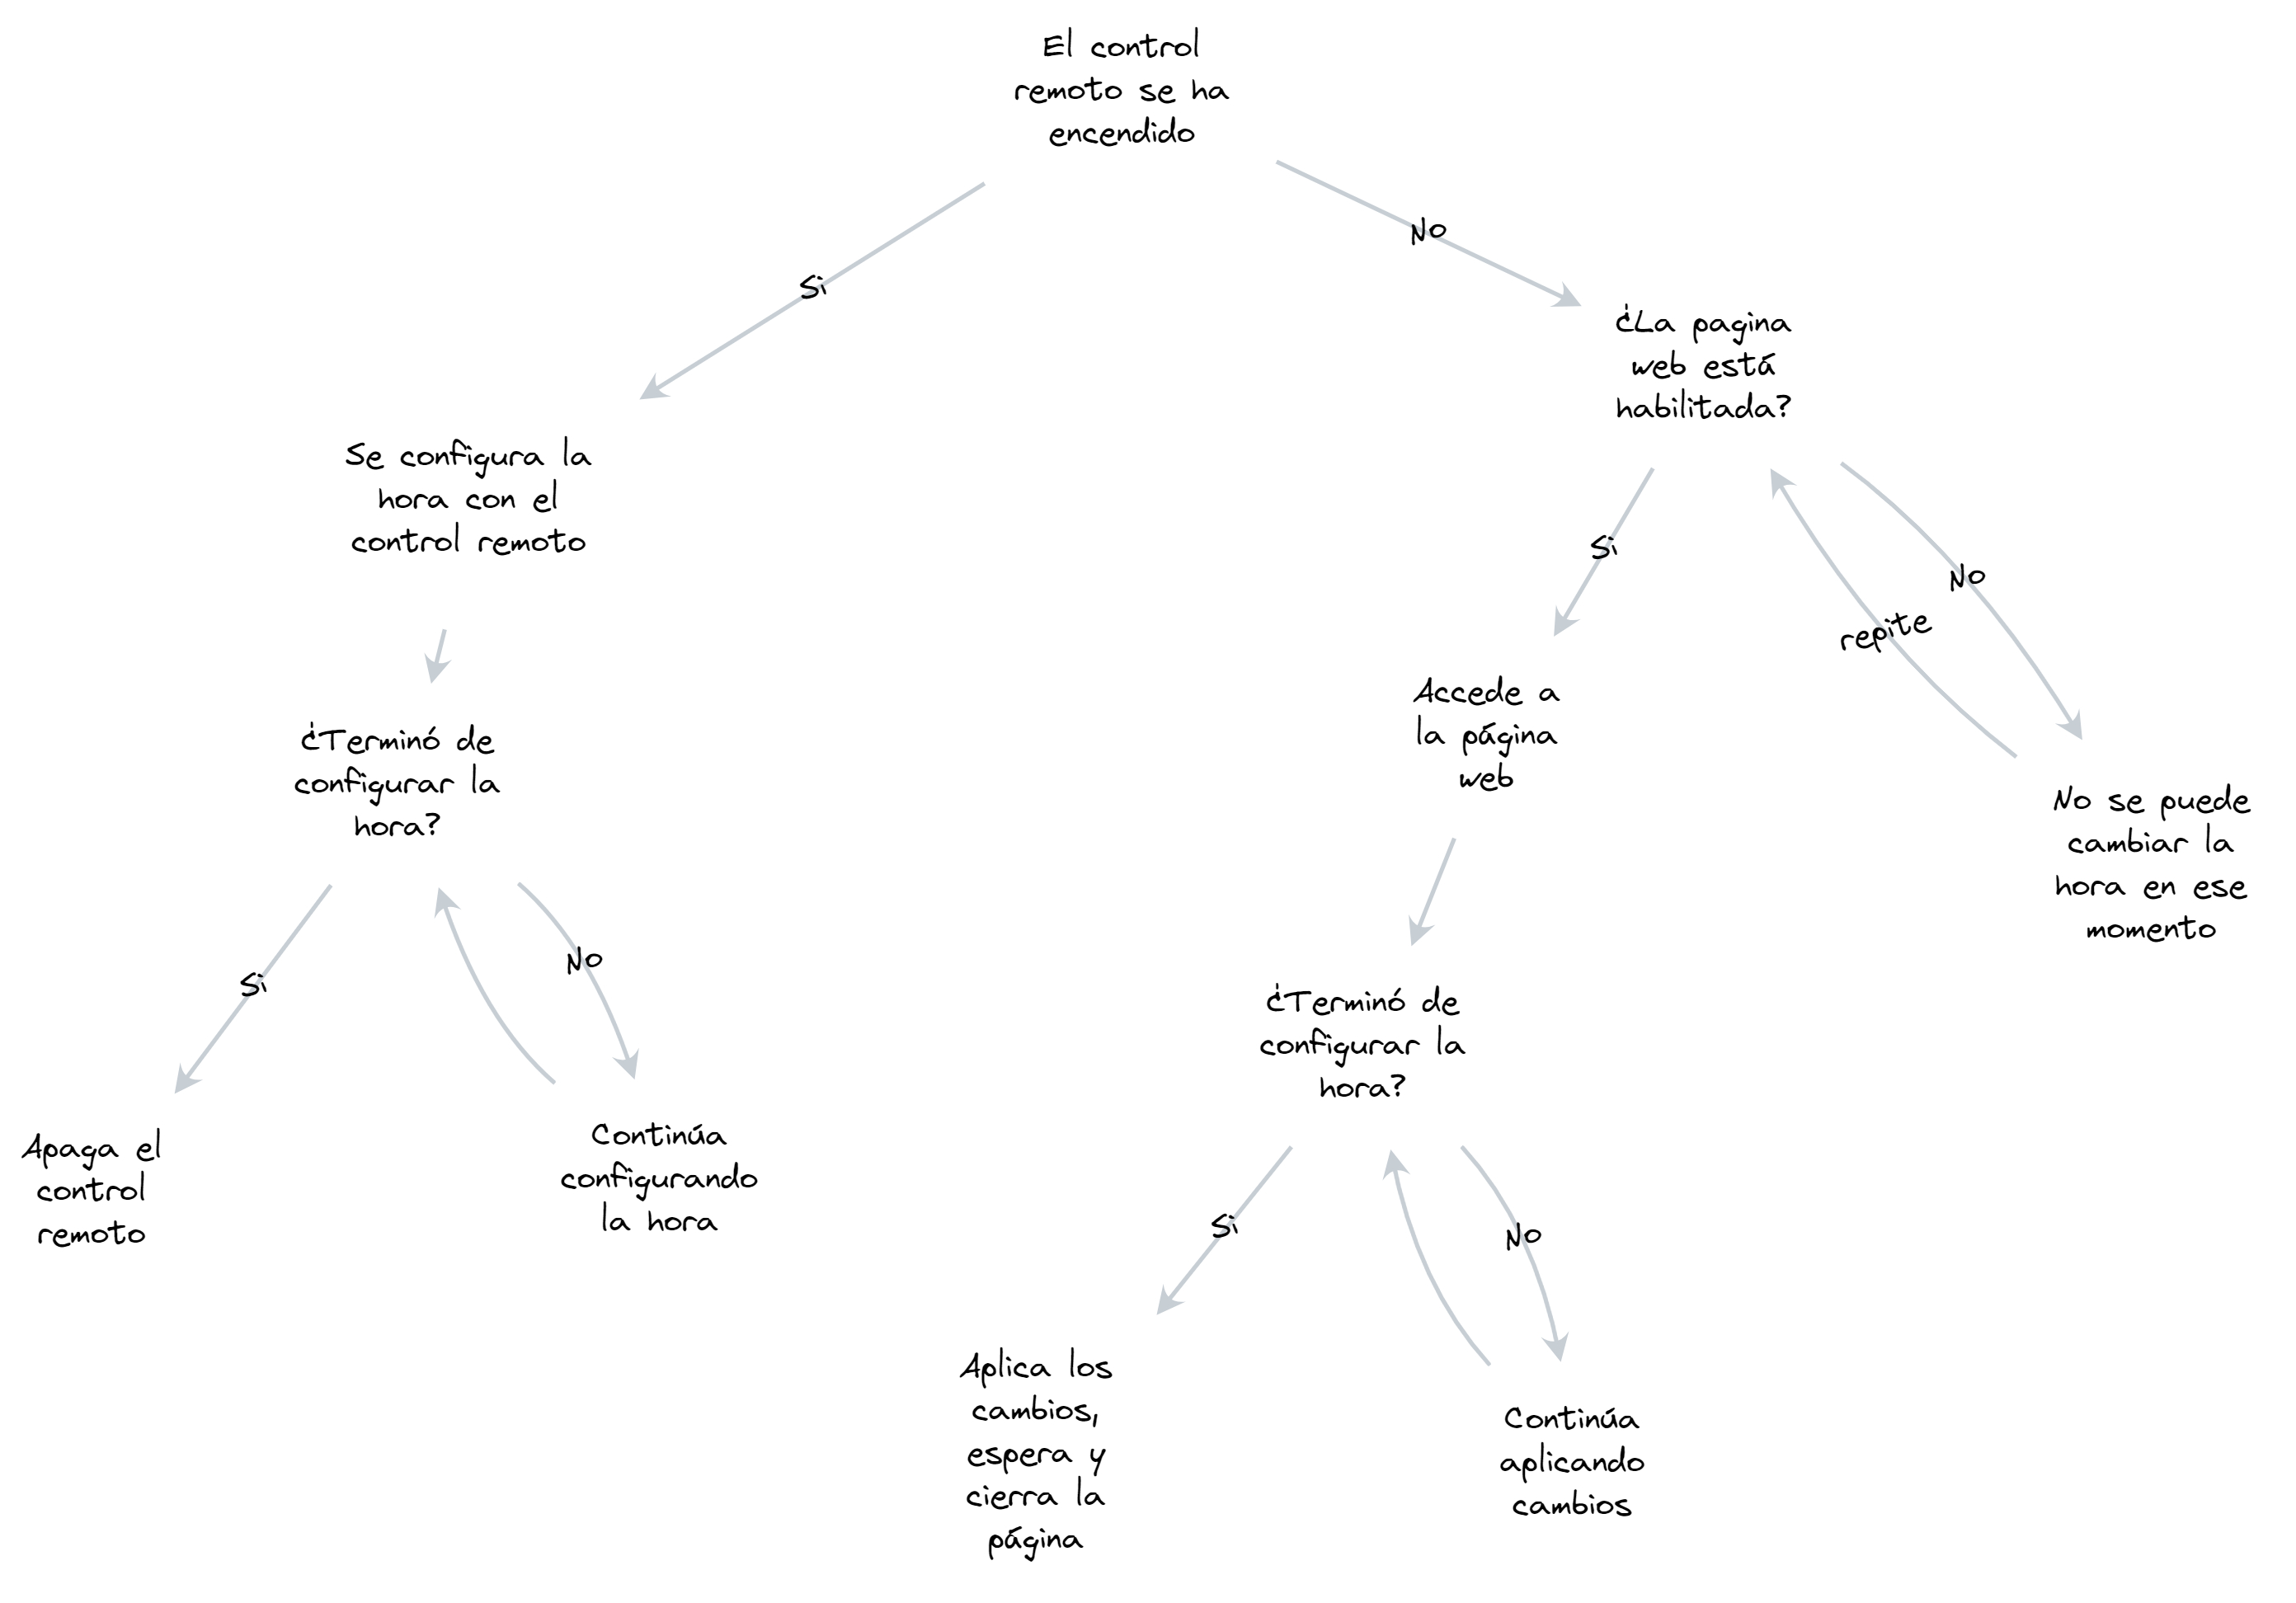 El control
remoto se ha
encendido
Si
No
¿La pagina
web está
habilitada?
Se configura la
hora con el
control remoto
Si
No
repite
Accede a
la página
web
¿Terminó de
configurar la
hora?
No se puede
cambiar la
hora en ese
momento
Si
No
¿Terminó de
configurar la
hora?
Apaga el
control
remoto
Continúa
configurando
la hora
Si
No
Aplica los
cambios,
espera y
cierra la
página
Continúa
aplicando
cambios